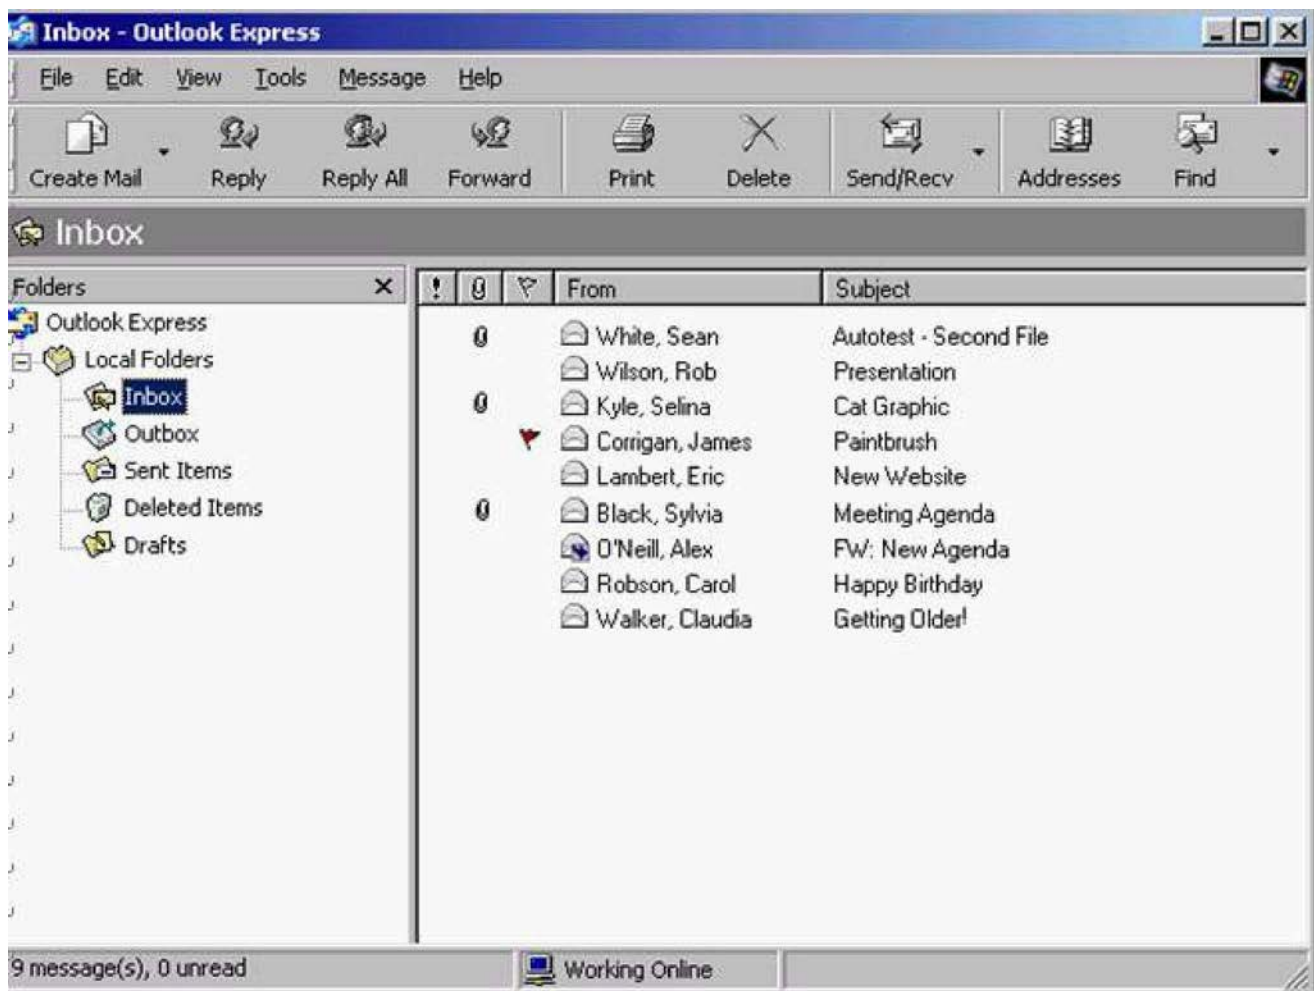 Inbox - Outlook Express
File Edit View Tools Message Help
Create Mail Reply Reply All Forward Print Delete Send/Recv Addresses Find
Inbox
Folders
! From Subject
Outlook Express
Local Folders
Inbox
Outbox
Sent Items
Deleted Items
Drafts
White, Sean Autotest - Second File
Wilson, Rob Presentation
Kyle, Selina Cat Graphic
Corrigan, James Paintbrush
Lambert, Eric New Website
Black, Sylvia Meeting Agenda
O'Neill, Alex FW: New Agenda
Robson, Carol Happy Birthday
Walker, Claudia Getting Older!
9 message(s), 0 unread Working Online